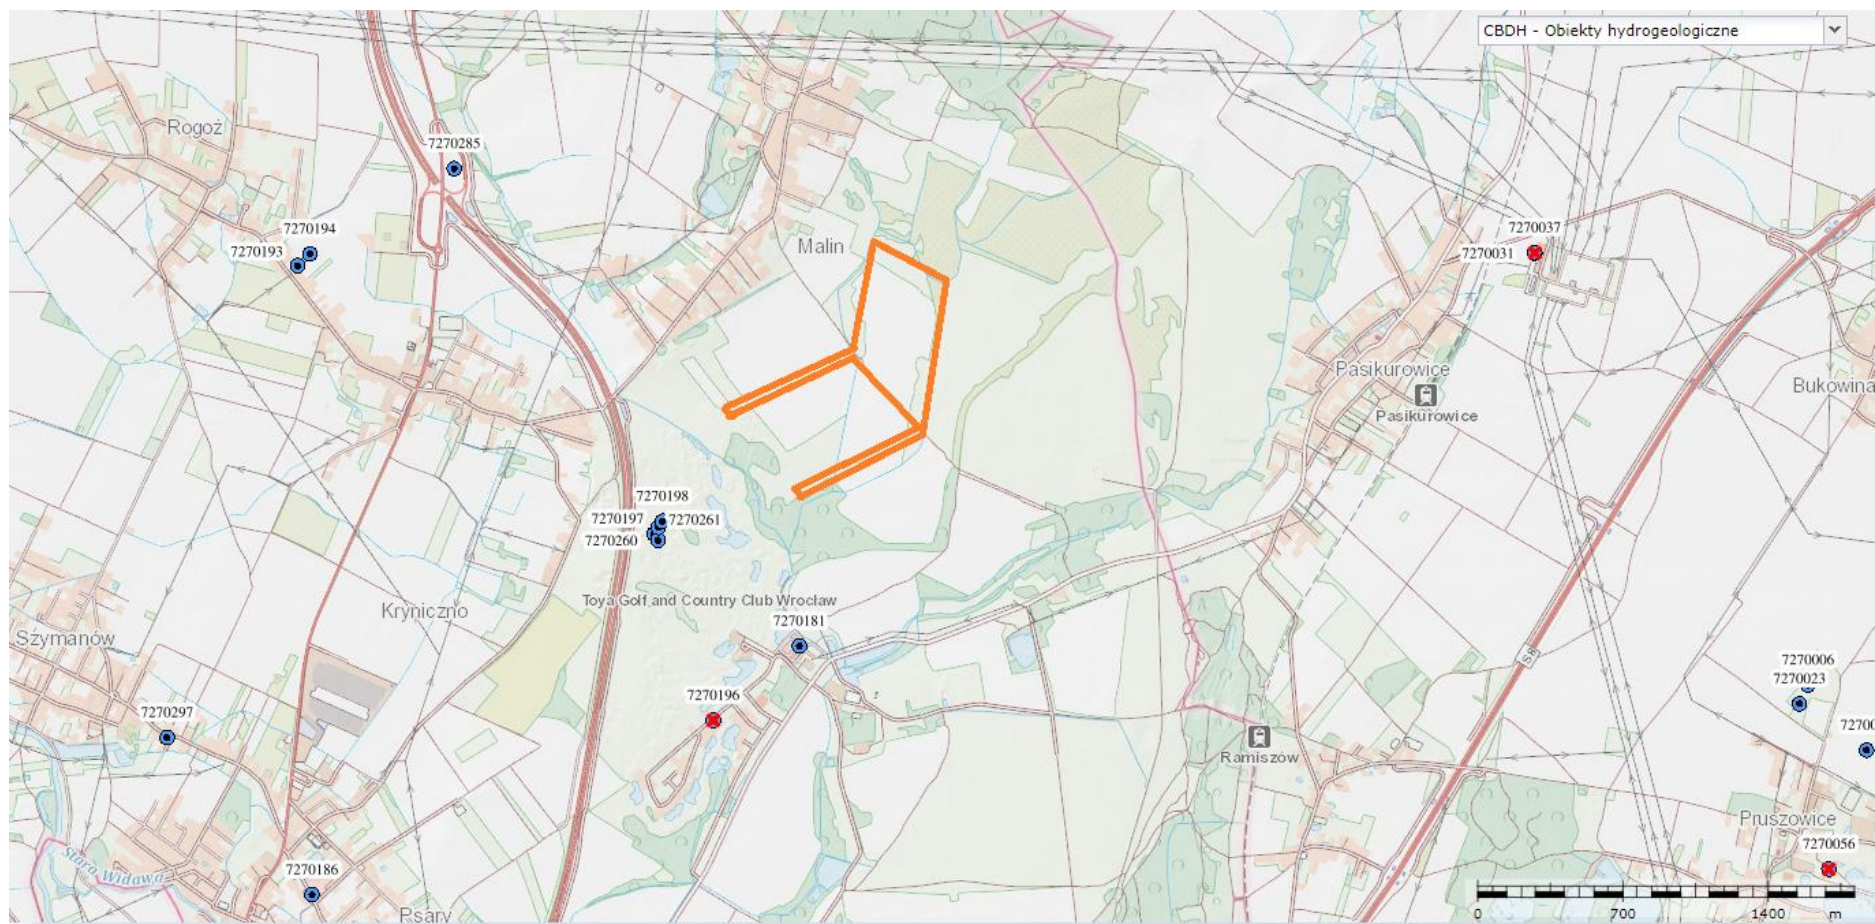 CBDH - Obiekty hydrogeologiczne
Rogoż
7270285
7270194
7270193
Malin
7270037
7270031
Pasikurowice
Pasikurowice
Bukowina
7270198
7270197
7270261
7270260
Toya Golf and Country Club Wrocław
Kryniczno
7270181
Szymanów
S8
7270006
7270023
7270196
7270297
7270
Ramiszów
Pruszowice
7270056
Stara Widawa
7270186
Psary
0 700 1400 m